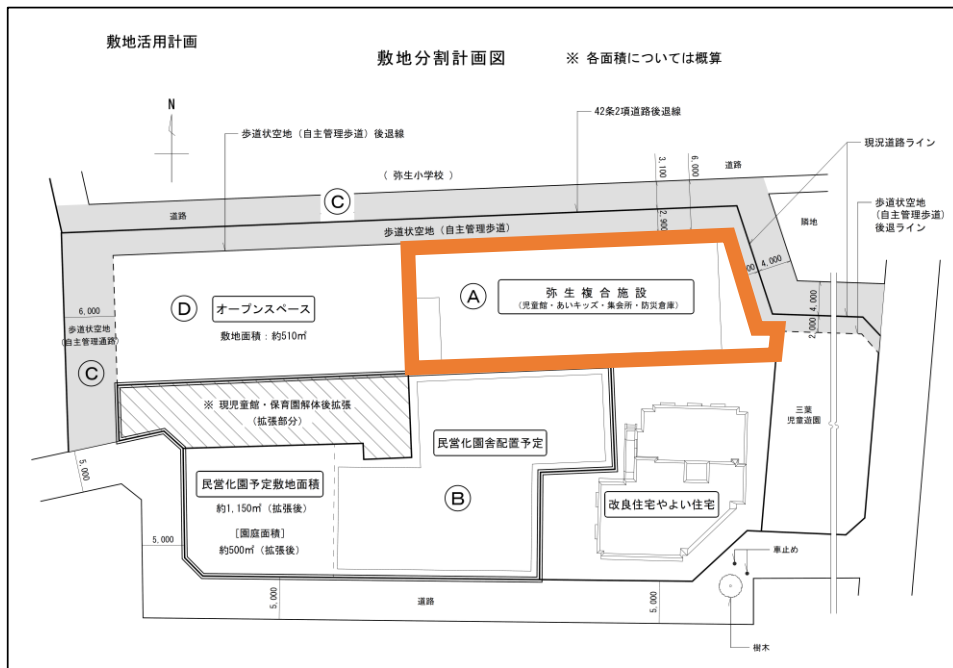 敷地活用計画
敷地分割計画図
※ 各面積については概算
N
42条2項道路後退線
歩道状空地（自主管理歩道）後退線
現況道路ライン
（ 弥生小学校 ）
3,100
6,000
道路
歩道状空地
（自主管理歩道）
後退ライン
道路
C
2,900
隣地
歩道状空地（自主管理歩道）
4,000
A
弥 生 複 合 施 設
（児童館・あいキッズ・集会所・防災倉庫）
D
オープンスペース
敷地面積：約510㎡
6,000
歩道状空地
（自主管理通路）
C
4,000
2,000
※ 現児童館・保育園解体後拡張
（拡張部分）
三葉
児童遊園
民営化園舎配置予定
5,000
民営化園予定敷地面積
約1,150㎡（拡張後）
B
改良住宅やよい住宅
［園庭面積］
約500㎡（拡張後）
5,000
車止め
5,000
道路
5,000
樹木